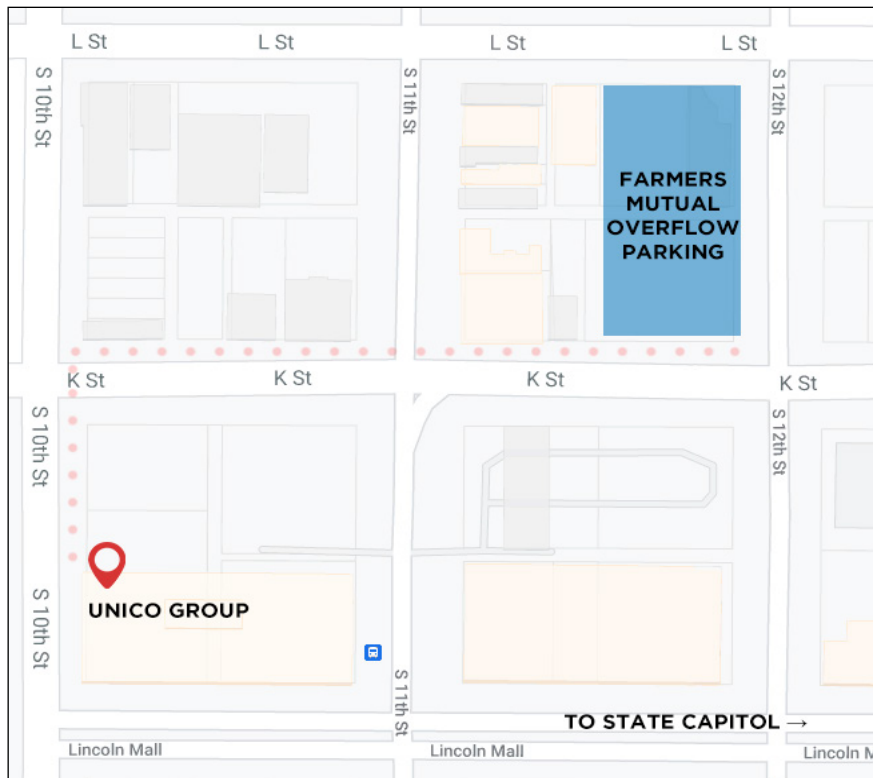 L St
L St
L St
L St
S 10th St
S 11th St
S 12th St
FARMERS
MUTUAL
OVERFLOW
PARKING
K St
K St
K St
K St
S 10th St
S 12th St
S 10th St
UNICO GROUP
S 11th St
TO STATE CAPITOL →
Lincoln Mall
Lincoln Mall
Lincoln M